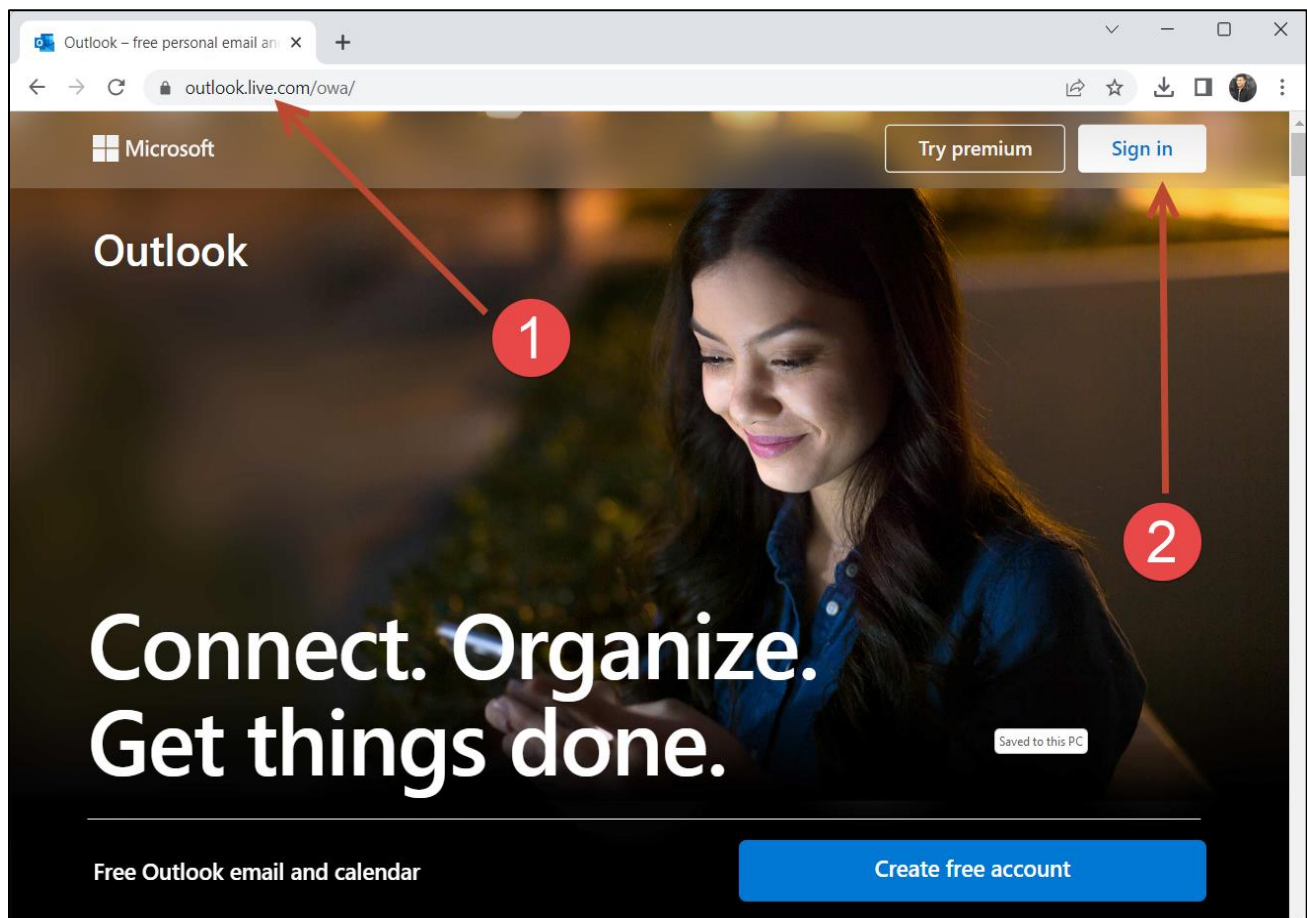 Outlook – free personal email an
outlook.live.com/owa/
Microsoft
Try premium
Sign in
Outlook
1
2
Connect. Organize.
Get things done.
Saved to this PC
Free Outlook email and calendar
Create free account